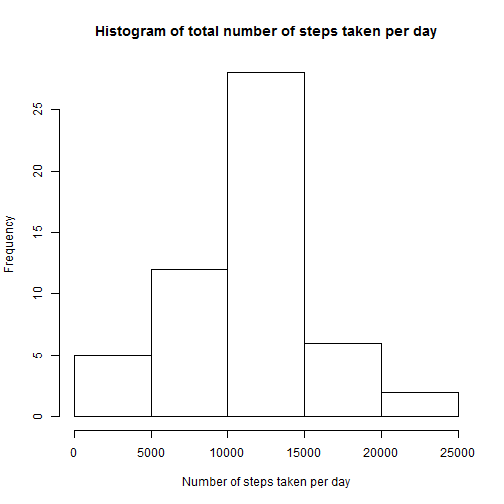 Histogram of total number of steps taken per day
Frequency
25
20
15
10
5
0
0 5000 10000 15000 20000 25000
Number of steps taken per day